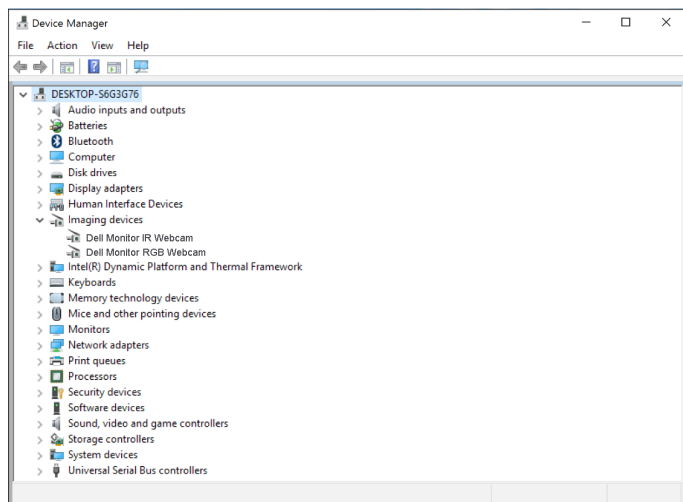 Device Manager
File Action View Help
DESKTOP-S6G3G76
Audio inputs and outputs
Batteries
Bluetooth
Computer
Disk drives
Display adapters
Human Interface Devices
Imaging devices
Dell Monitor IR Webcam
Dell Monitor RGB Webcam
Intel(R) Dynamic Platform and Thermal Framework
Keyboards
Memory technology devices
Mice and other pointing devices
Monitors
Network adapters
Print queues
Processors
Security devices
Software devices
Sound, video and game controllers
Storage controllers
System devices
Universal Serial Bus controllers